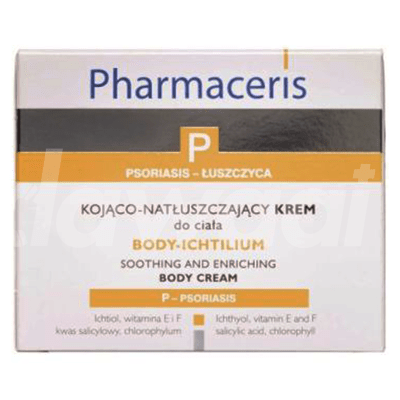 Pharmaceris
P
PSORIASIS – ŁUSZCZYCA
KOJĄCO-NATŁUSZCZAJĄCY KREM
do ciała
BODY-ICHTILIUM
SOOTHING AND ENRICHING
BODY CREAM
P – PSORIASIS
Ichtiol, witamina E i F
kwas salicylowy, chlorophylum
Ichthyol, vitamin E and F
salicylic acid, chlorophyll